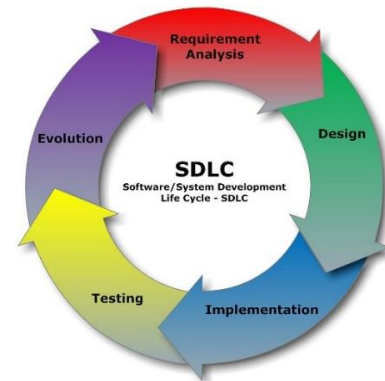 Requirement
Analysis
Design
Implementation
Testing
Evolution
SDLC
Software/System Development
Life Cycle - SDLC